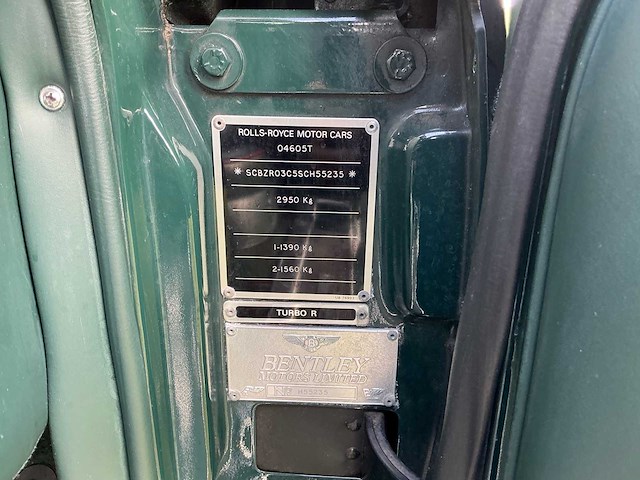 ROLLS-ROYCE MOTOR CARS
04605T
* SCBZR03C5SCH55235 *
2950 Kg
1-1390 Kg
2-1560 Kg
TURBO R
BENTLEY
MOTORS LIMITED